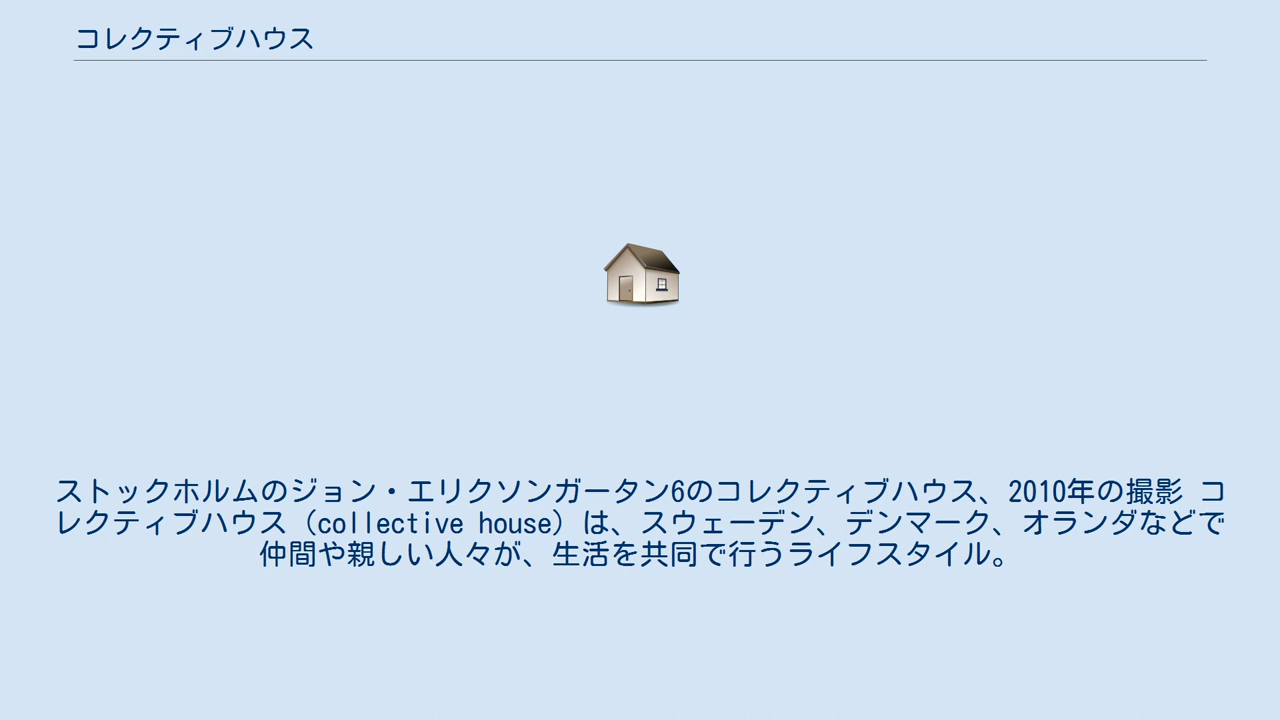 コレクティブハウス
ストックホルムのジョン・エリクソンガータン6のコレクティブハウス、2010年の撮影 コ
レクティブハウス（collective house）は、スウェーデン、デンマーク、オランダなどで
仲間や親しい人々が、生活を共同で行うライフスタイル。